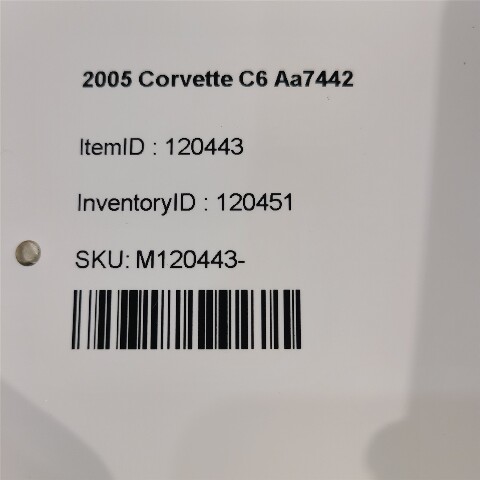 2005 Corvette C6 Aa7442
ItemID : 120443
InventoryID : 120451
SKU: M120443-